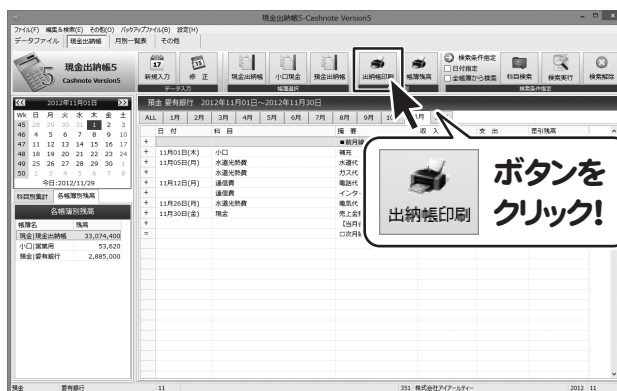 現金出納帳5-Cashnote Version5
ファイル(F) 編集&検索(E) その他(O) バックアップファイル(B) 設定(H)
データファイル 現金出納帳 月別一覧表 その他
現金出納帳5
Cashnote Version5
新規入力 修 正 現金出納帳 小口現金 預金出納帳 出納帳印刷 帳簿残高
検索条件指定
日付指定
全帳簿から検索
科目検索 検索実行 検索解除
データ入力 帳簿選択 検索条件指定
2012年11月01日
Wk 日 月 火 水 木 金 土
45 28 29 30 31 1 2 3
46 4 5 6 7 8 9 10
47 11 12 13 14 15 16 17
48 18 19 20 21 22 23 24
49 25 26 27 28 29 30 1
50 2 3 4 5 6 7 8
今日:2012/11/29
科目別集計 各帳簿別残高
各帳簿別残高
帳簿名 残高
現金|現金出納帳 33,074,400
小口|営業用 53,620
預金|愛有銀行 2,885,000
預金 愛有銀行 2012年11月01日~2012年11月30日
ALL 1月 2月 3月 4月 5月 6月 7月 8月 9月
日 付 科 目 摘 要 収 入 支 出 差引残高
+ ■前月
+ 11月01日(木) 小口 補充
+ 11月05日(月) 水道光熱費 水道代
+ 水道光熱費 ガス代
+ 11月12日(月) 通信費 電話代
+ 通信費 インター
+ 11月26日(月) 水道光熱費 電気代
+ 11月30日(金) 現金 売上金
+ 【当月
= □次月
出納帳印刷
ボタンを
クリック!
預金 愛有銀行 11 351 株式会社アイアールティー 2012 11